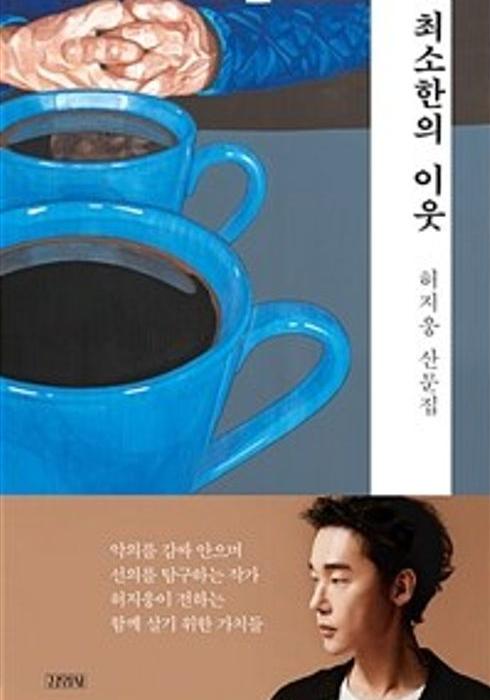 최소한의 이웃
허지웅 산문집
악의를 감싸 안으며
선의를 탐구하는 작가
허지웅이 전하는
함께 살기 위한 가치들
김영사